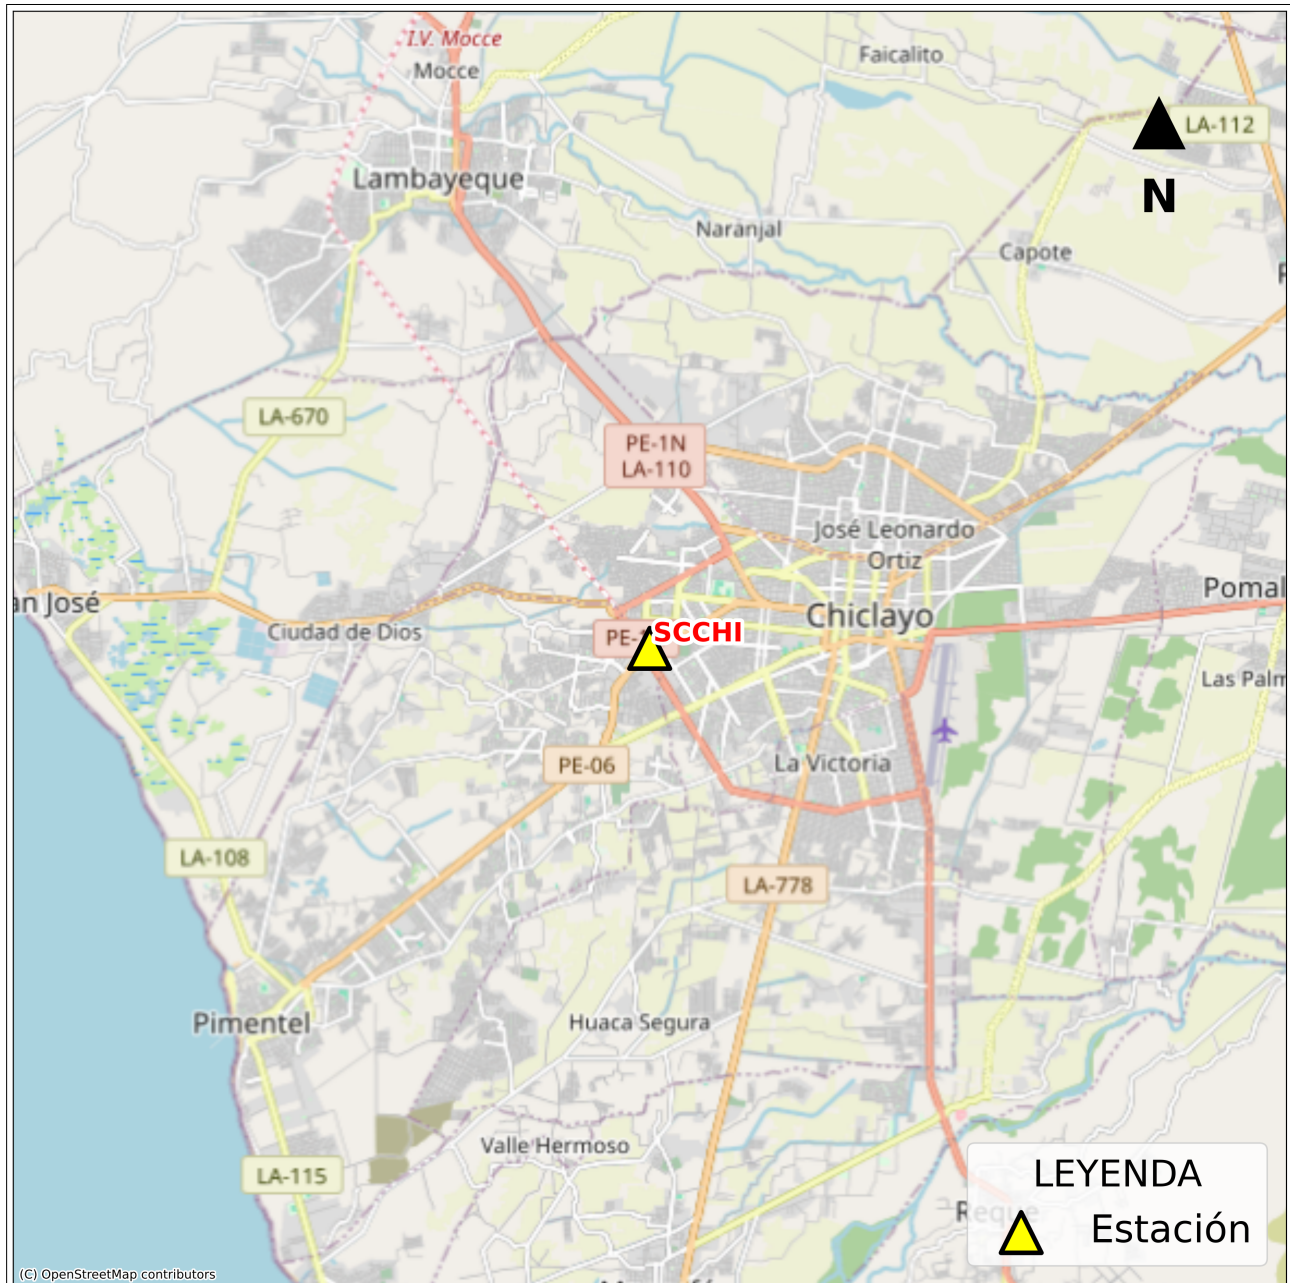 I.V. Mocce
Mocce
Faicalito
LA-112
N
Lambayeque
Naranjal
Capote
LA-670
PE-1N
LA-110
José Leonardo
Ortiz
an José
Pomal
Chiclayo
Ciudad de Dios
PE-
SCCHI
Las Palm
PE-06
La Victoria
LA-108
LA-778
Pimentel
Huaca Segura
Valle Hermoso
LA-115
LEYENDA
Reque
Estación
(C) OpenStreetMap contributors